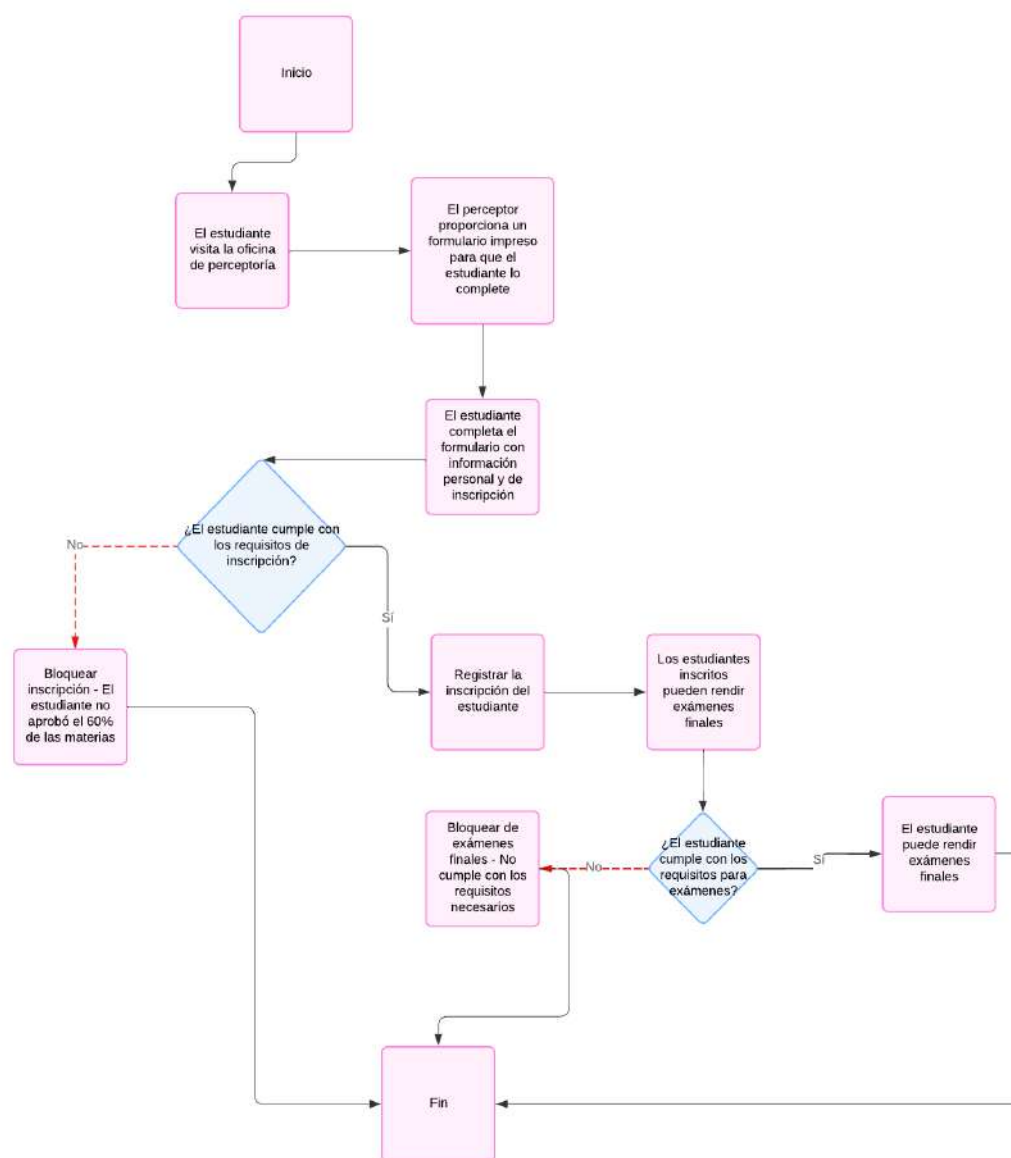 Inicio
El estudiante
visita la oficina
de perceptoría
El perceptor
proporciona un
formulario impreso
para que el
estudiante lo
complete
El estudiante
completa el
formulario con
información
personal y de
inscripción
¿El estudiante cumple con
los requisitos de
inscripción?
No
Sí
Bloquear
inscripción - El
estudiante no
aprobó el 60%
de las materias
Registrar la
inscripción del
estudiante
Los estudiantes
inscritos
pueden rendir
exámenes
finales
¿El estudiante
cumple con los
requisitos para
exámenes?
No
Sí
Bloquear de
exámenes
finales - No
cumple con los
requisitos
necesarios
El estudiante
puede rendir
exámenes
finales
Fin